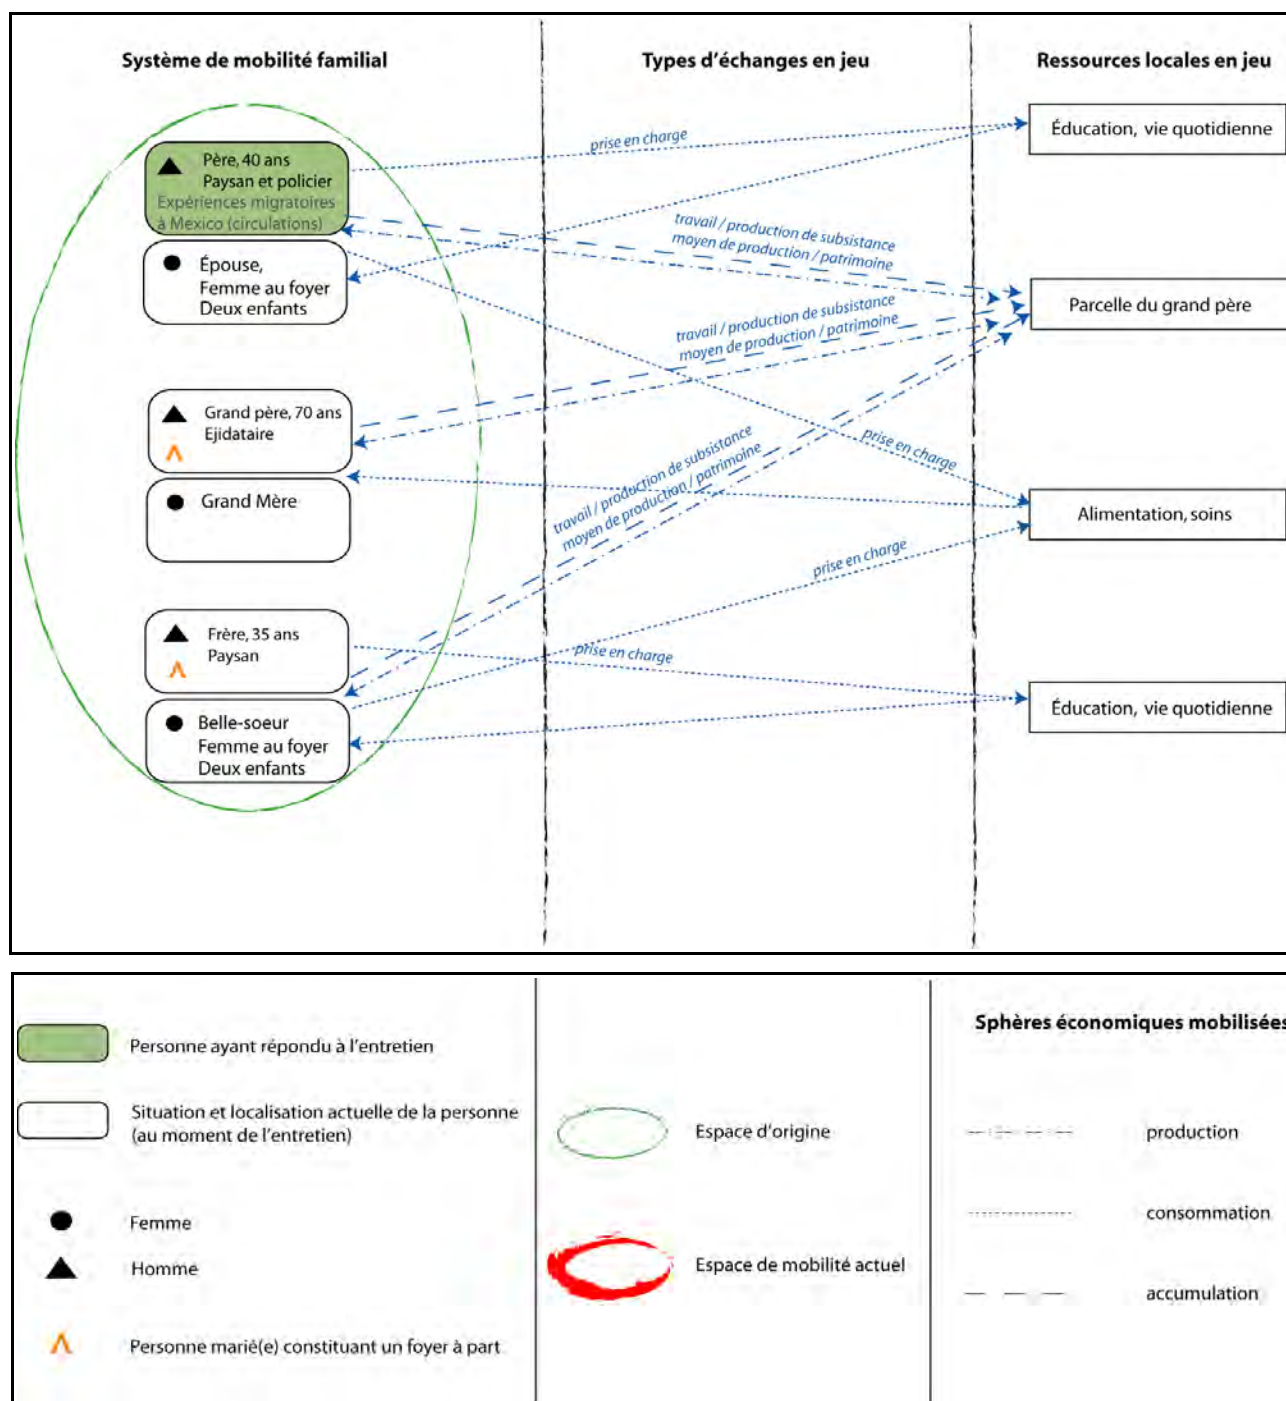 Système de mobilité familial
Types d'échanges en jeu
Ressources locales en jeu
Père, 40 ans
Paysan et policier
Expériences migratoires
à Mexico (circulations)
Épouse,
Femme au foyer
Deux enfants
Grand père, 70 ans
Ejidataire
Grand Mère
Frère, 35 ans
Paysan
Belle-soeur
Femme au foyer
Deux enfants
prise en charge
travail / production de subsistance
moyen de production / patrimoine
travail / production de subsistance
moyen de production / patrimoine
travail / production de subsistance
moyen de production / patrimoine
prise en charge
prise en charge
prise en charge
Éducation, vie quotidienne
Parcelle du grand père
Alimentation, soins
Éducation, vie quotidienne
Personne ayant répondu à l'entretien
Situation et localisation actuelle de la personne
(au moment de l'entretien)
Femme
Homme
Personne marié(e) constituant un foyer à part
Espace d'origine
Espace de mobilité actuel
Sphères économiques mobilisées
production
consommation
accumulation